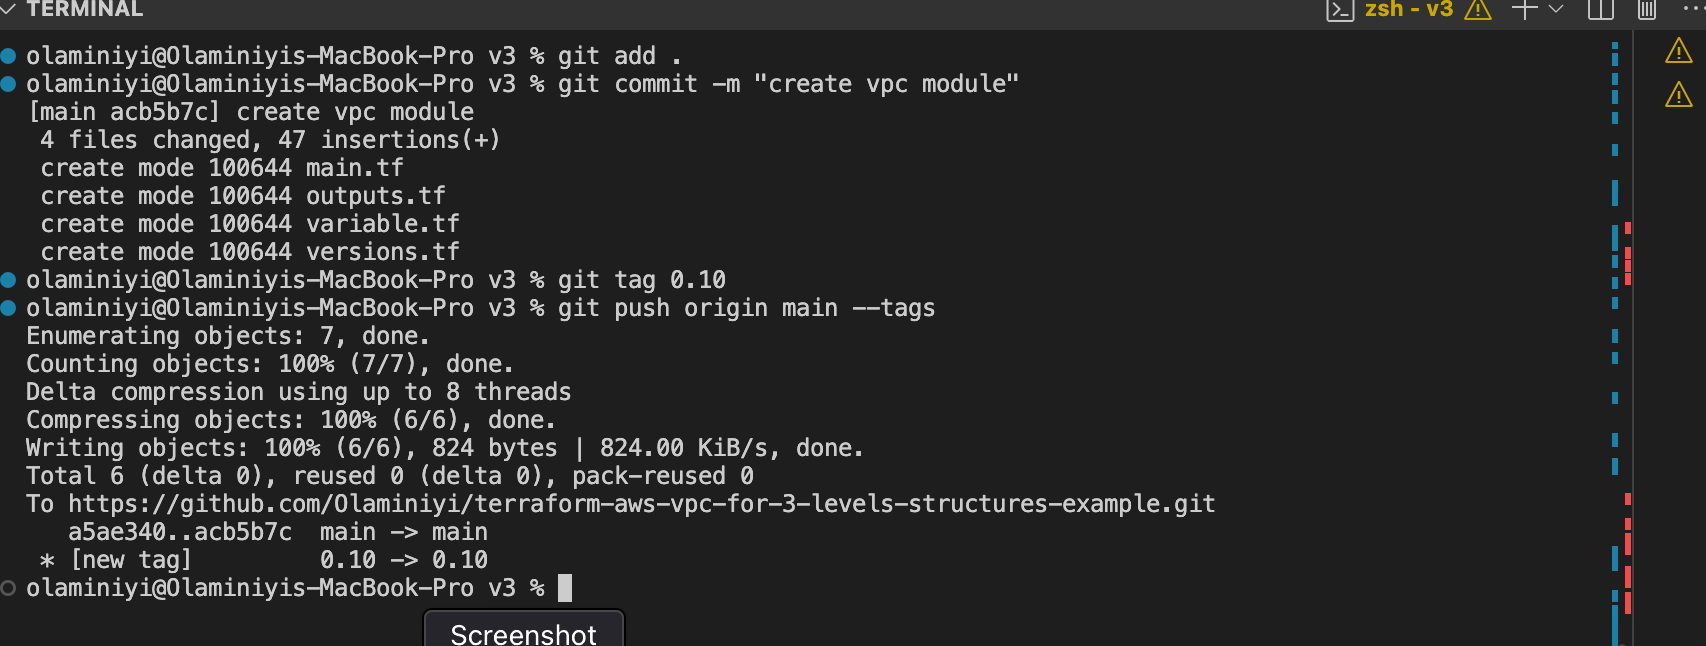 TERMINAL
zsh - v3
olaminiyi@Olaminiyis-MacBook-Pro v3 % git add .
olaminiyi@Olaminiyis-MacBook-Pro v3 % git commit -m "create vpc module"
[main acb5b7c] create vpc module
4 files changed, 47 insertions(+)
create mode 100644 main.tf
create mode 100644 outputs.tf
create mode 100644 variable.tf
create mode 100644 versions.tf
olaminiyi@Olaminiyis-MacBook-Pro v3 % git tag 0.10
olaminiyi@Olaminiyis-MacBook-Pro v3 % git push origin main --tags
Enumerating objects: 7, done.
Counting objects: 100% (7/7), done.
Delta compression using up to 8 threads
Compressing objects: 100% (6/6), done.
Writing objects: 100% (6/6), 824 bytes | 824.00 KiB/s, done.
Total 6 (delta 0), reused 0 (delta 0), pack-reused 0
To https://github.com/Olaminiyi/terraform-aws-vpc-for-3-levels-structures-example.git
a5ae340..acb5b7c  main -> main
* [new tag]         0.10 -> 0.10
olaminiyi@Olaminiyis-MacBook-Pro v3 %
Screenshot